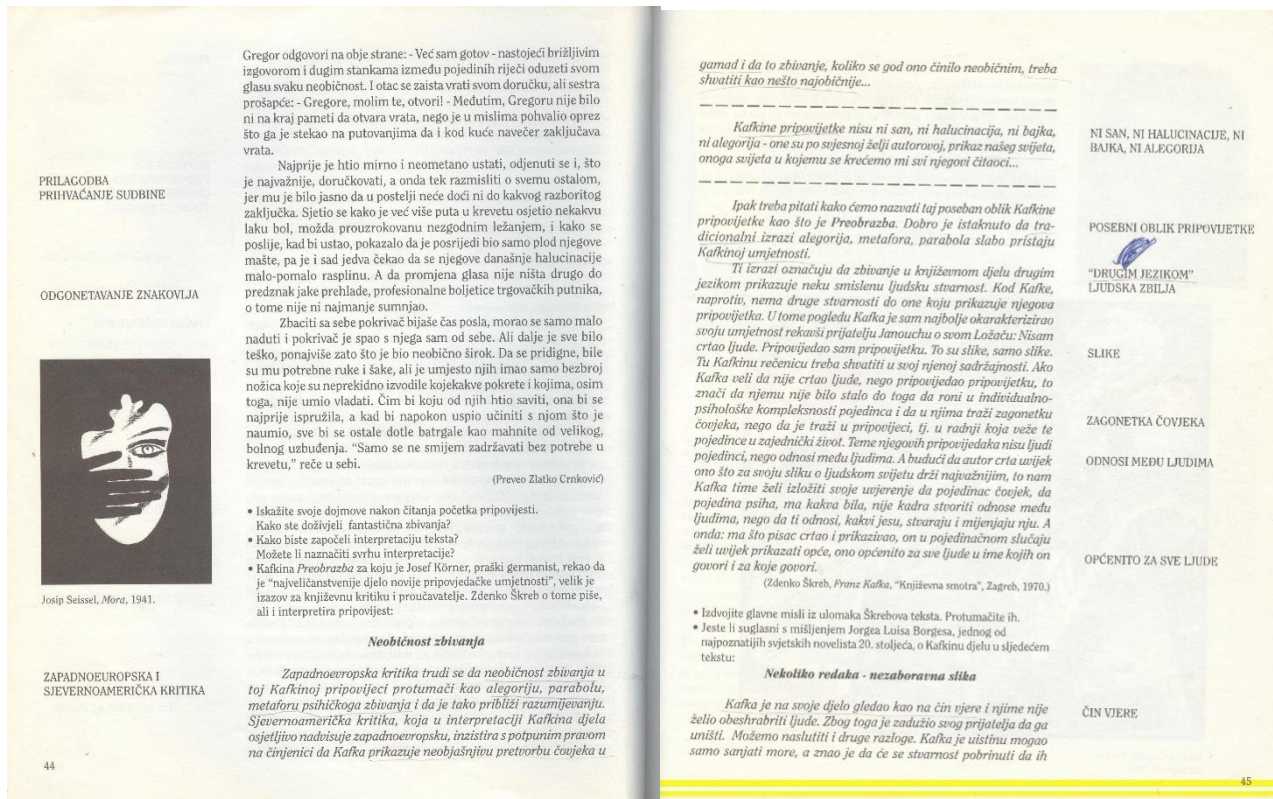 Gregor odgovori na obje strane: - Već sam gotov - nastojeći brižljivim
izgovorom i dugim stankama između pojedinih riječi oduzeti svom
glasu svaku neobičnost. I otac se zaista vrati svom doručku, ali sestra
prošapće: - Gregore, molim te, otvori! - Međutim, Gregoru nije bilo
ni na kraj pameti da otvara vrata, nego je u mislima pohvalio oprez
što ga je stekao na putovanjima da i kod kuće navečer zaključava
vrata.
Najprije je htio mirno i neometano ustati, odjenuti se i, što
je najvažnije, doručkovati, a onda tek razmisliti o svemu ostalom,
jer mu je bilo jasno da u postelji neće doći ni do kakvog razboritog
zaključka. Sjetio se kako je već više puta u krevetu osjetio nekakvu
laku bol, možda prouzrokovanu nezgodnim ležanjem, i kako se
poslije, kad bi ustao, pokazalo da je posrijedi bio samo plod njegove
mašte, pa je i sad jedva čekao da se njegove današnje halucinacije
malo-pomalo rasplinu. A da promjena glasa nije ništa drugo do
predznak jake prehlade, profesionalne boljetice trgovačkih putnika,
o tome nije ni najmanje sumnjao.
Zbaciti sa sebe pokrivač bijaše čas posla, morao se samo malo
naduti i pokrivač je spao s njega sam od sebe. Ali dalje je sve bilo
teško, ponajviše zato što je bio neobično širok. Da se pridigne, bile
su mu potrebne ruke i šake, ali je umjesto njih imao samo bezbroj
nožica koje su neprekidno izvodile kojekakve pokrete i kojima, osim
toga, nije umio vladati. Čim bi koju od njih htio saviti, ona bi se
najprije ispružila, a kad bi napokon uspio učiniti s njom što je
naumio, sve bi se ostale dotle batrgale kao mahnite od velikog,
bolnog uzbuđenja. “Samo se ne smijem zadržavati bez potrebe u
krevetu,” reče u sebi.
(Preveo Zlatko Crnković)
• Iskažite svoje dojmove nakon čitanja početka pripovijesti.
Kako ste doživjeli fantastična zbivanja?
• Kako biste započeli interpretaciju teksta?
Možete li naznačiti svrhu interpretacije?
• Kafkina Preobrazba za koju je Josef Körner, praški germanist, rekao da
je “najveličanstvenije djelo novije pripovjedačke umjetnosti”, velik je
izazov za književnu kritiku i proučavatelje. Zdenko Škreb o tome piše,
ali i interpretira pripovijest:
Neobičnost zbivanja
Zapadnoevropska kritika trudi se da neobičnost zbivanja u
toj Kafkinoj pripovijeci protumači kao alegoriju, parabolu,
metaforu psihičkoga zbivanja i da je tako približi razumijevanju.
Sjevernoamerička kritika, koja u interpretaciji Kafkina djela
osjetljivo nadvisuje zapadnoevropsku, inzistira s potpunim pravom
na činjenici da Kafka prikazuje neobjašnjivu pretvorbu čovjeka u
PRILAGODBA
PRIHVAĆANJE SUDBINE
ODGONETAVANJE ZNAKOVLJA
Josip Seissel, Mora, 1941.
ZAPADNOEUROPSKA I
SJEVERNOAMERIČKA KRITIKA
44
gamad i da to zbivanje, koliko se god ono činilo neobičnim, treba
shvatiti kao nešto najobičnije...
Kafkine pripovijetke nisu ni san, ni halucinacija, ni bajka,
ni alegorija - one su po svjesnoj želji autorovoj, prikaz našeg svijeta,
onoga svijeta u kojemu se krećemo mi svi njegovi čitaoci...
Ipak treba pitati kako ćemo nazvati taj poseban oblik Kafkine
pripovijetke kao što je Preobrazba. Dobro je istaknuto da tra-
dicionalni izrazi alegorija, metafora, parabola slabo pristaju
Kafkinoj umjetnosti.
Ti izrazi označuju da zbivanje u književnom djelu drugim
jezikom prikazuje neku smislenu ljudsku stvarnost. Kod Kafke,
naprotiv, nema druge stvarnosti do one koju prikazuje njegova
pripovijetka. U tome pogledu Kafka je sam najbolje okarakterizirao
svoju umjetnost rekavši prijatelju Janouchu o svom Ložaču: Nisam
crtao ljude. Pripovijedao sam pripovijetku. To su slike, samo slike.
Tu Kafkinu rečenicu treba shvatiti u svoj njenoj sadržajnosti. Ako
Kafka veli da nije crtao ljude, nego pripovijedao pripovijetku, to
znači da njemu nije bilo stalo do toga da roni u individualno-
psihološke kompleksnosti pojedinca i da u njima traži zagonetku
čovjeka, nego da je traži u pripovijeci, tj. u radnji koja veže te
pojedince u zajednički život. Teme njegovih pripovijedaka nisu ljudi
pojedinci, nego odnosi među ljudima. A budući da autor crta uvijek
ono što za svoju sliku o ljudskom svijetu drži najvažnijim, to nam
Kafka time želi izložiti svoje uvjerenje da pojedinac čovjek, da
pojedina psiha, ma kakva bila, nije kadra stvoriti odnose među
ljudima, nego da ti odnosi, kakvi jesu, stvaraju i mijenjaju nju. A
onda: ma što pisac crtao i prikazivao, on u pojedinačnom slučaju
želi uvijek prikazati opće, ono općenito za sve ljude u ime kojih on
govori i za koje govori.
(Zdenko Škreb, Franz Kafka, “Književna smotra”, Zagreb, 1970.)
• Izdvojite glavne misli iz ulomaka Škrebova teksta. Protumačite ih.
• Jeste li suglasni s mišljenjem Jorgea Luisa Borgesa, jednog od
najpoznatijih svjetskih novelista 20. stoljeća, o Kafkinu djelu u sljedećem
tekstu:
Nekoliko redaka - nezaboravna slika
Kafka je na svoje djelo gledao kao na čin vjere i njime nije
želio obeshrabriti ljude. Zbog toga je zadužio svog prijatelja da ga
uništi. Možemo naslutiti i druge razloge. Kafka je uistinu mogao
samo sanjati more, a znao je da će se stvarnost pobrinuti da ih
NI SAN, NI HALUCINACIJE, NI
BAJKA, NI ALEGORIJA
POSEBNI OBLIK PRIPOVIJETKE
“DRUGIM JEZIKOM”
LJUDSKA ZBILJA
SLIKE
ZAGONETKA ČOVJEKA
ODNOSI MEĐU LJUDIMA
OPĆENITO ZA SVE LJUDE
ČIN VJERE
45